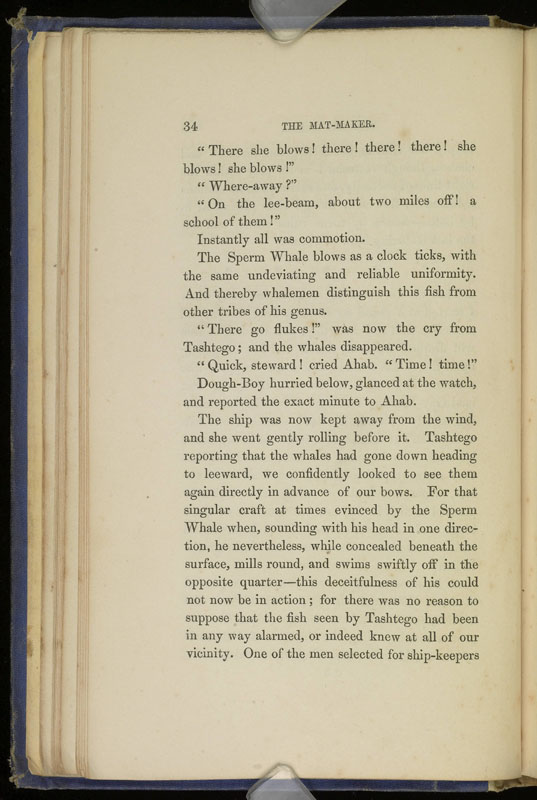 34 THE MAT-MAKER.
“ There she blows! there! there! there! she
blows! she blows !”
“ Where-away ?”
“ On the lee-beam, about two miles off! a
school of them!”
Instantly all was commotion.
The Sperm Whale blows as a clock ticks, with
the same undeviating and reliable uniformity.
And thereby whalemen distinguish this fish from
other tribes of his genus.
“ There go flukes !” was now the cry from
Tashtego; and the whales disappeared.
“ Quick, steward! cried Ahab. “ Time! time!”
Dough-Boy hurried below, glanced at the watch,
and reported the exact minute to Ahab.
The ship was now kept away from the wind,
and she went gently rolling before it. Tashtego
reporting that the whales had gone down heading
to leeward, we confidently looked to see them
again directly in advance of our bows. For that
singular craft at times evinced by the Sperm
Whale when, sounding with his head in one direc-
tion, he nevertheless, while concealed beneath the
surface, mills round, and swims swiftly off in the
opposite quarter—this deceitfulness of his could
not now be in action; for there was no reason to
suppose that the fish seen by Tashtego had been
in any way alarmed, or indeed knew at all of our
vicinity. One of the men selected for ship-keepers